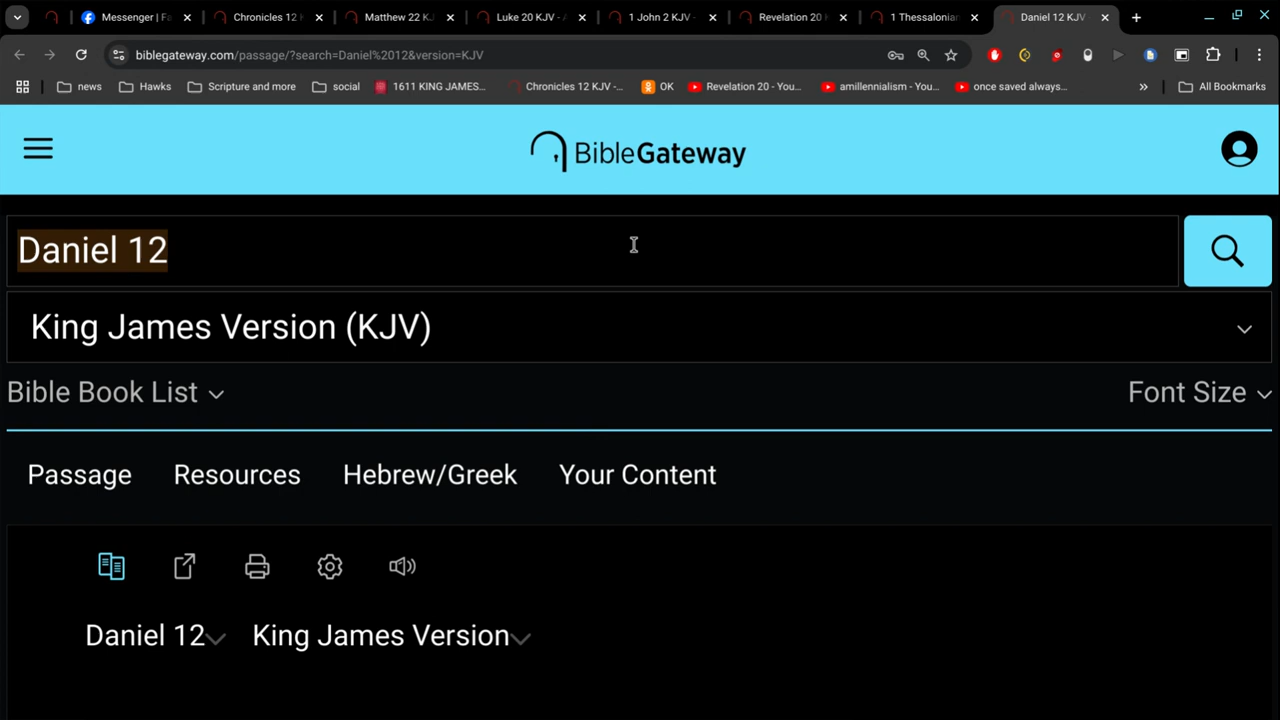 Messenger | Fa
Chronicles 12 K
Matthew 22 KJ
Luke 20 KJV - A
1 John 2 KJV -
Revelation 20 K
1 Thessalonian
Daniel 12 KJV
biblegateway.com/passage/?search=Daniel%2012&version=KJV
news
Hawks
Scripture and more
social
1611 KING JAMES...
Chronicles 12 KJV -...
OK
Revelation 20 - You...
amillennialism - You...
once saved always...
All Bookmarks
BibleGateway
Daniel 12
King James Version (KJV)
Bible Book List
Font Size
Passage Resources Hebrew/Greek Your Content
Daniel 12 King James Version